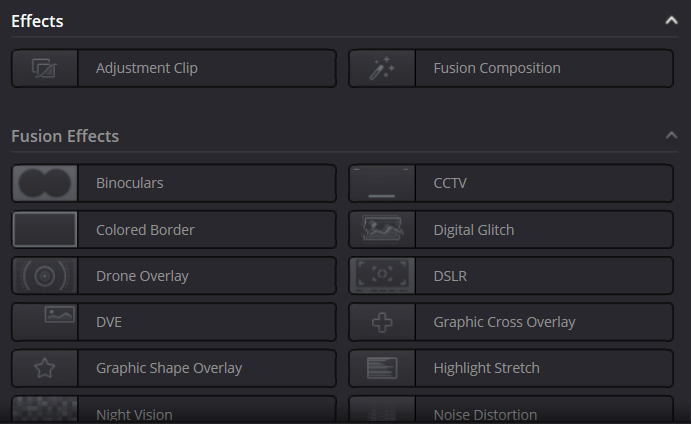 Effects
Adjustment Clip
Fusion Composition
Fusion Effects
Binoculars
CCTV
Colored Border
Digital Glitch
Drone Overlay
DSLR
DVE
Graphic Cross Overlay
Graphic Shape Overlay
Highlight Stretch
Night Vision
Noise Distortion